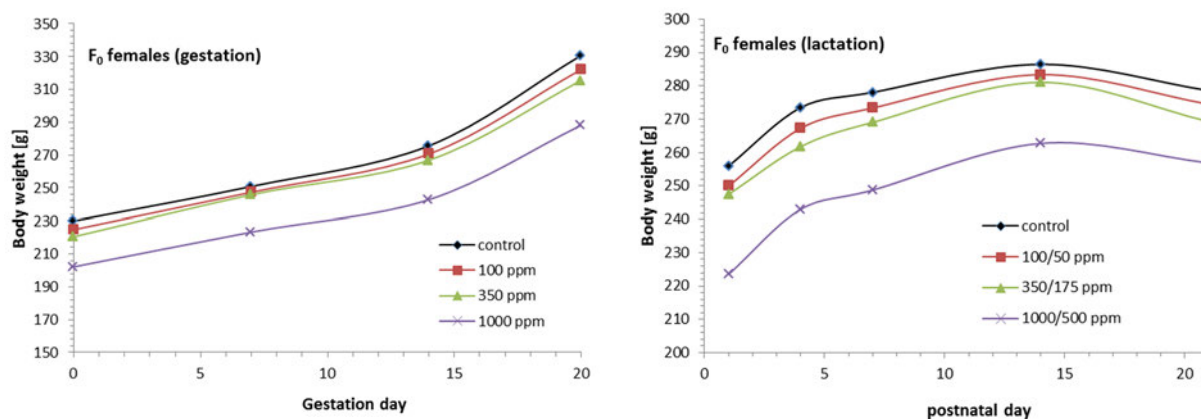 F₀ females (gestation)
Body weight [g]
350
330
310
290
270
250
230
210
190
170
150
0
5
10
15
20
Gestation day
control
100 ppm
350 ppm
1000 ppm
F₀ females (lactation)
Body weight [g]
300
290
280
270
260
250
240
230
220
210
200
0
5
10
15
20
postnatal day
control
100/50 ppm
350/175 ppm
1000/500 ppm